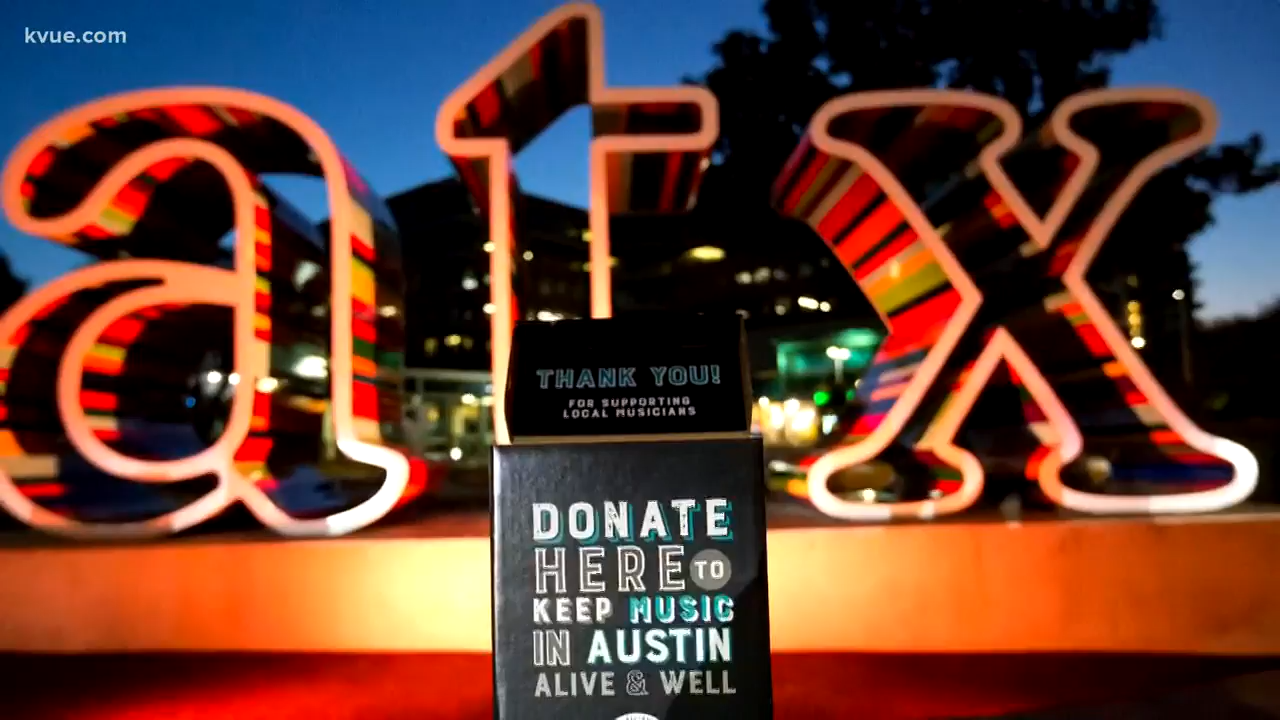 kvue.com
atx
THANK YOU!
FOR SUPPORTING
LOCAL MUSICIANS
DONATE
HERE TO
KEEP MUSIC
IN AUSTIN
ALIVE & WELL